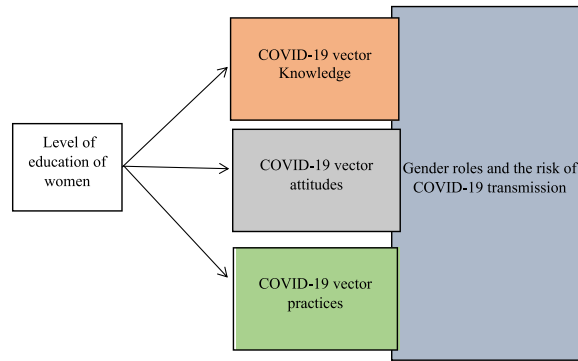 COVID-19 vector
Knowledge
Level of
education of
women
COVID-19 vector
attitudes
Gender roles and the risk of
COVID-19 transmission
COVID-19 vector
practices